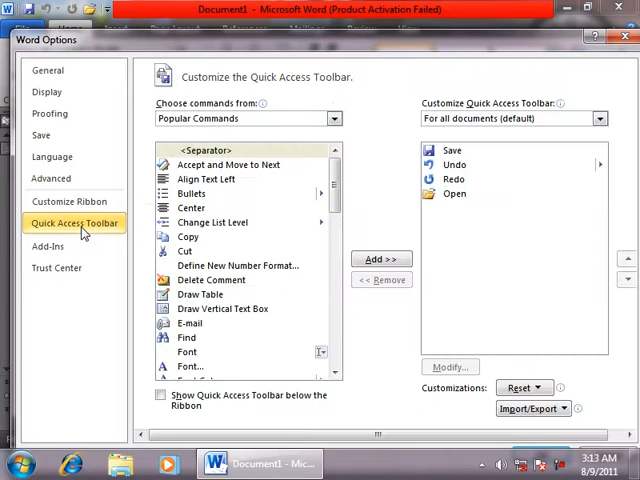 Document1 - Microsoft Word (Product Activation Failed)
Word Options
General
Display
Proofing
Save
Language
Advanced
Customize Ribbon
Quick Access Toolbar
Add-Ins
Trust Center
Customize the Quick Access Toolbar.
Choose commands from:
Popular Commands
<Separator>
Accept and Move to Next
Align Text Left
Bullets
Center
Change List Level
Copy
Cut
Define New Number Format...
Delete Comment
Draw Table
Draw Vertical Text Box
E-mail
Find
Font
Font...
Show Quick Access Toolbar below the
Ribbon
Add >>
<< Remove
Customize Quick Access Toolbar:
For all documents (default)
Save
Undo
Redo
Open
Modify...
Customizations:
Reset
Import/Export
Document1 - Mic...
3:13 AM
8/9/2011